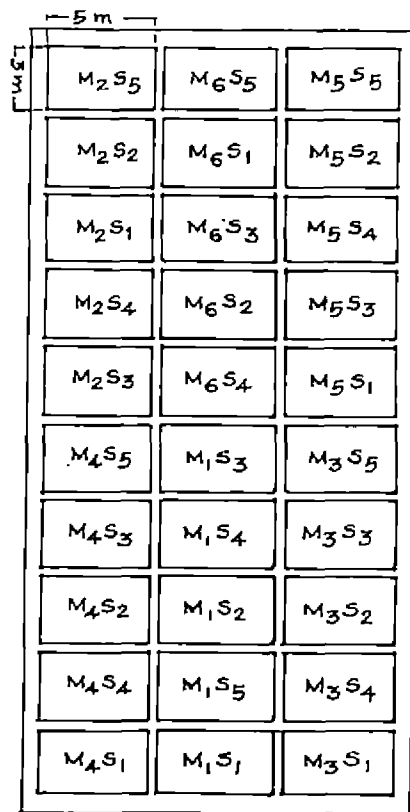 5 m
3 m
M₂S₅ M₆S₅ M₅S₅
M₂S₂ M₆S₁ M₅S₂
M₂S₁ M₆S₃ M₅S₄
M₂S₄ M₆S₂ M₅S₃
M₂S₃ M₆S₄ M₅S₁
M₄S₅ M₁S₃ M₃S₅
M₄S₃ M₁S₄ M₃S₃
M₄S₂ M₁S₂ M₃S₂
M₄S₄ M₁S₅ M₃S₄
M₄S₁ M₁S₁ M₃S₁